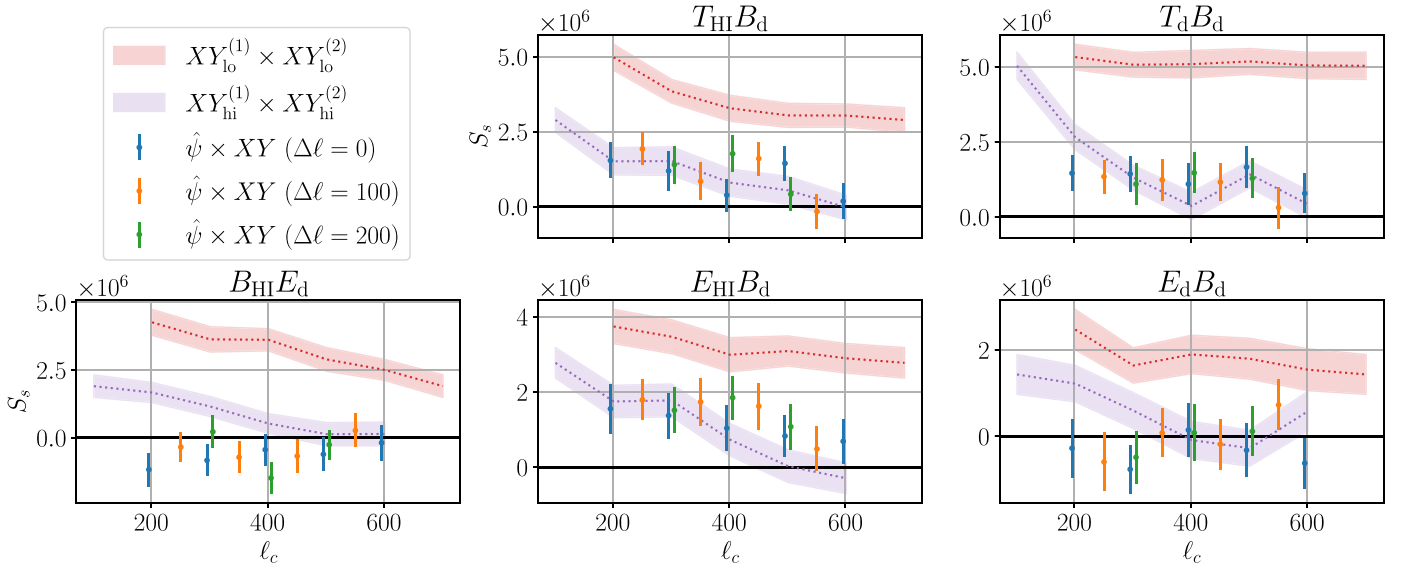 XY_lo^(1) × XY_lo^(2)
XY_hi^(1) × XY_hi^(2)
ψ̂ × XY (Δℓ = 0)
ψ̂ × XY (Δℓ = 100)
ψ̂ × XY (Δℓ = 200)
T_HI B_d
×10^6
5.0
2.5
0.0
S_s
T_d B_d
×10^6
5.0
2.5
0.0
B_HI E_d
×10^6
5.0
2.5
0.0
S_s
200 400 600
ℓ_c
E_HI B_d
×10^6
4
2
0
200 400 600
ℓ_c
E_d B_d
×10^6
2
0
200 400 600
ℓ_c